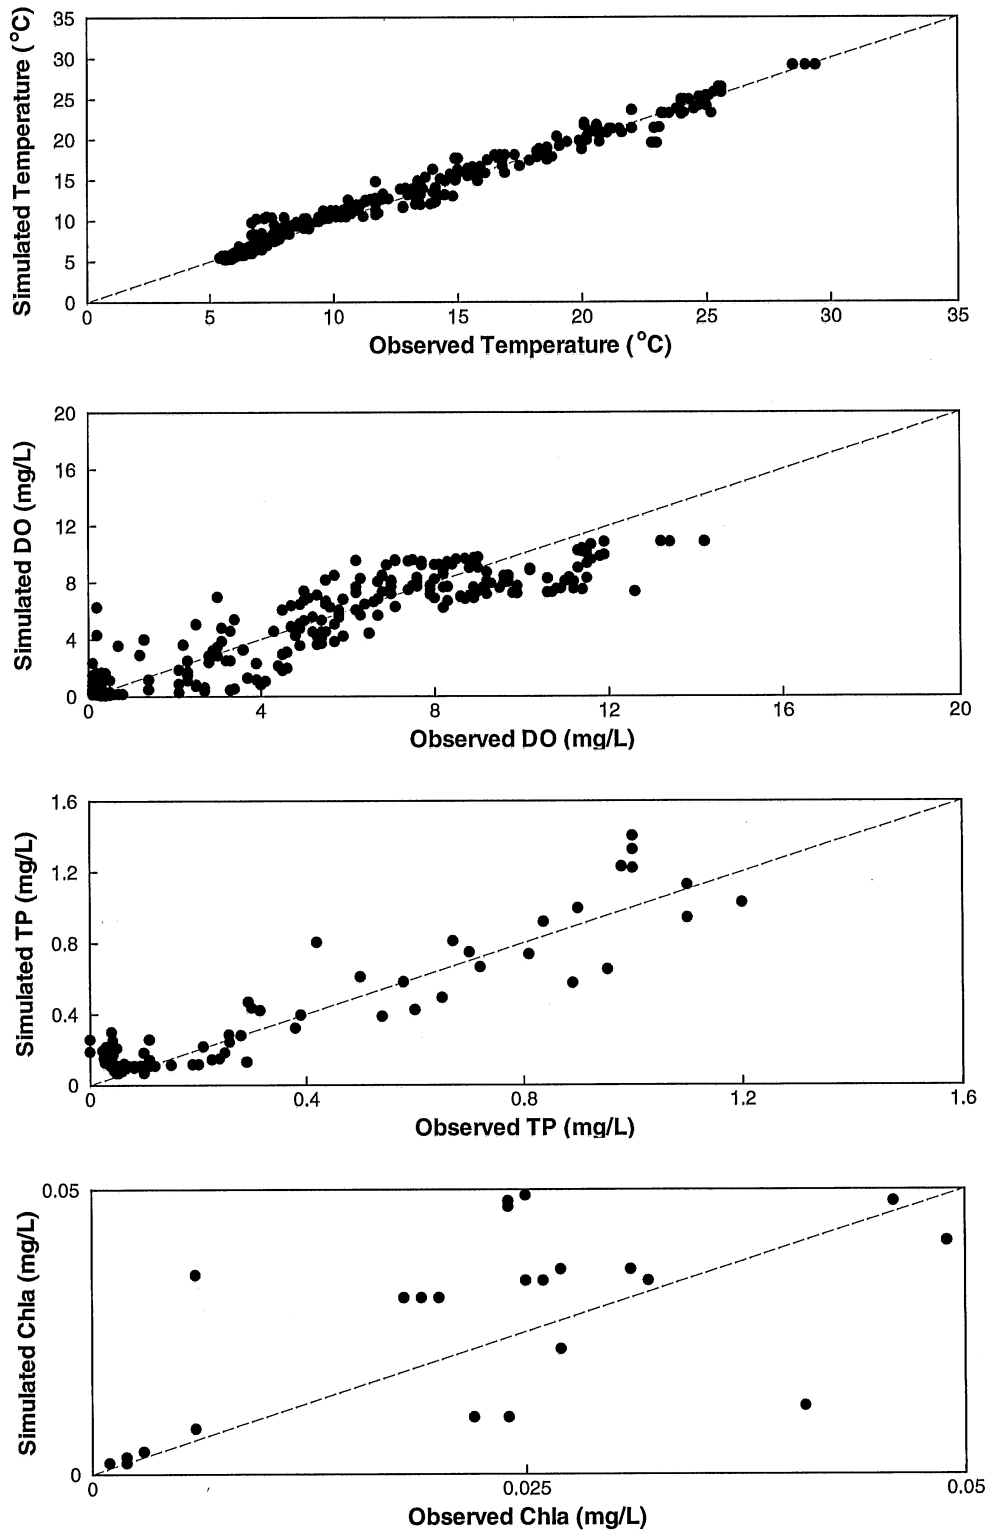 35
30
25
20
15
10
5
0
Simulated Temperature (°C)
0 5 10 15 20 25 30 35
Observed Temperature (°C)
20
16
12
8
4
0
Simulated DO (mg/L)
0 4 8 12 16 20
Observed DO (mg/L)
1.6
1.2
0.8
0.4
0
Simulated TP (mg/L)
0 0.4 0.8 1.2 1.6
Observed TP (mg/L)
0.05
0
Simulated Chla (mg/L)
0 0.025 0.05
Observed Chla (mg/L)